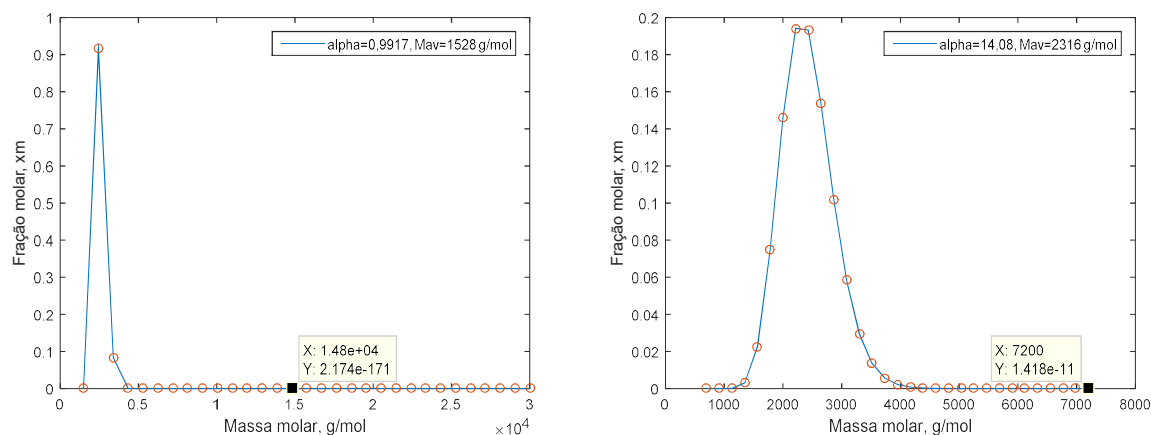 alpha=0,9917, Mav=1528 g/mol
Fração molar, xm
1
0.9
0.8
0.7
0.6
0.5
0.4
0.3
0.2
0.1
0
X: 1.48e+04
Y: 2.174e-171
0 0.5 1 1.5 2 2.5 3
Massa molar, g/mol
×10^4
alpha=14,08, Mav=2316 g/mol
Fração molar, xm
0.2
0.18
0.16
0.14
0.12
0.1
0.08
0.06
0.04
0.02
0
X: 7200
Y: 1.418e-11
0 1000 2000 3000 4000 5000 6000 7000 8000
Massa molar, g/mol